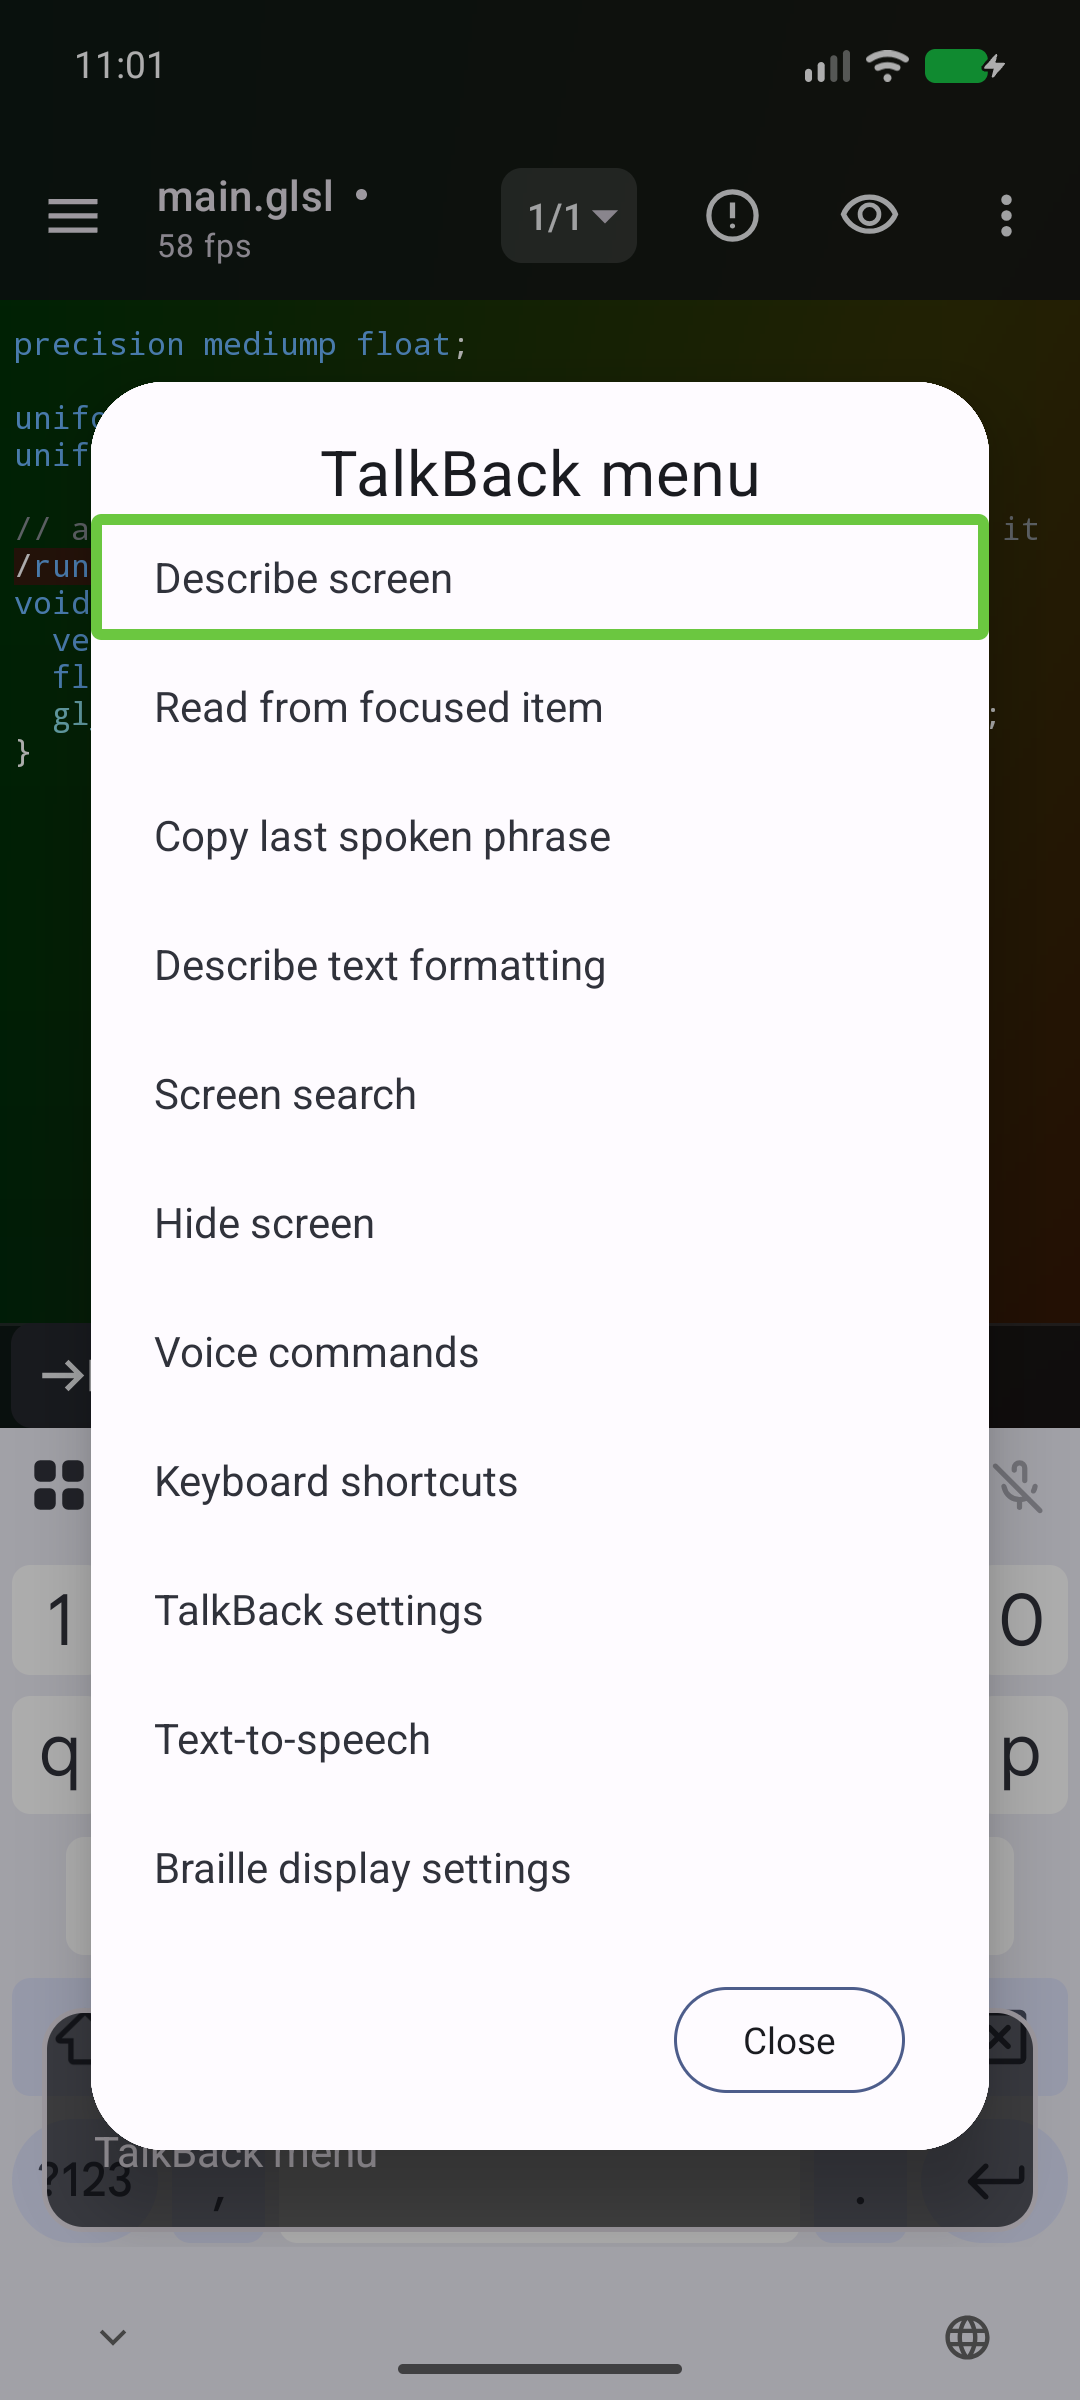 11:01
main.glsl •
58 fps
1/1
precision mediump float;
unifo
unif
// a it
/run
void
ve
fl
gl ;
}
TalkBack menu
Describe screen
Read from focused item
Copy last spoken phrase
Describe text formatting
Screen search
Hide screen
Voice commands
Keyboard shortcuts
TalkBack settings
Text-to-speech
Braille display settings
Close
1 0
q p
TalkBack menu
?123 , .